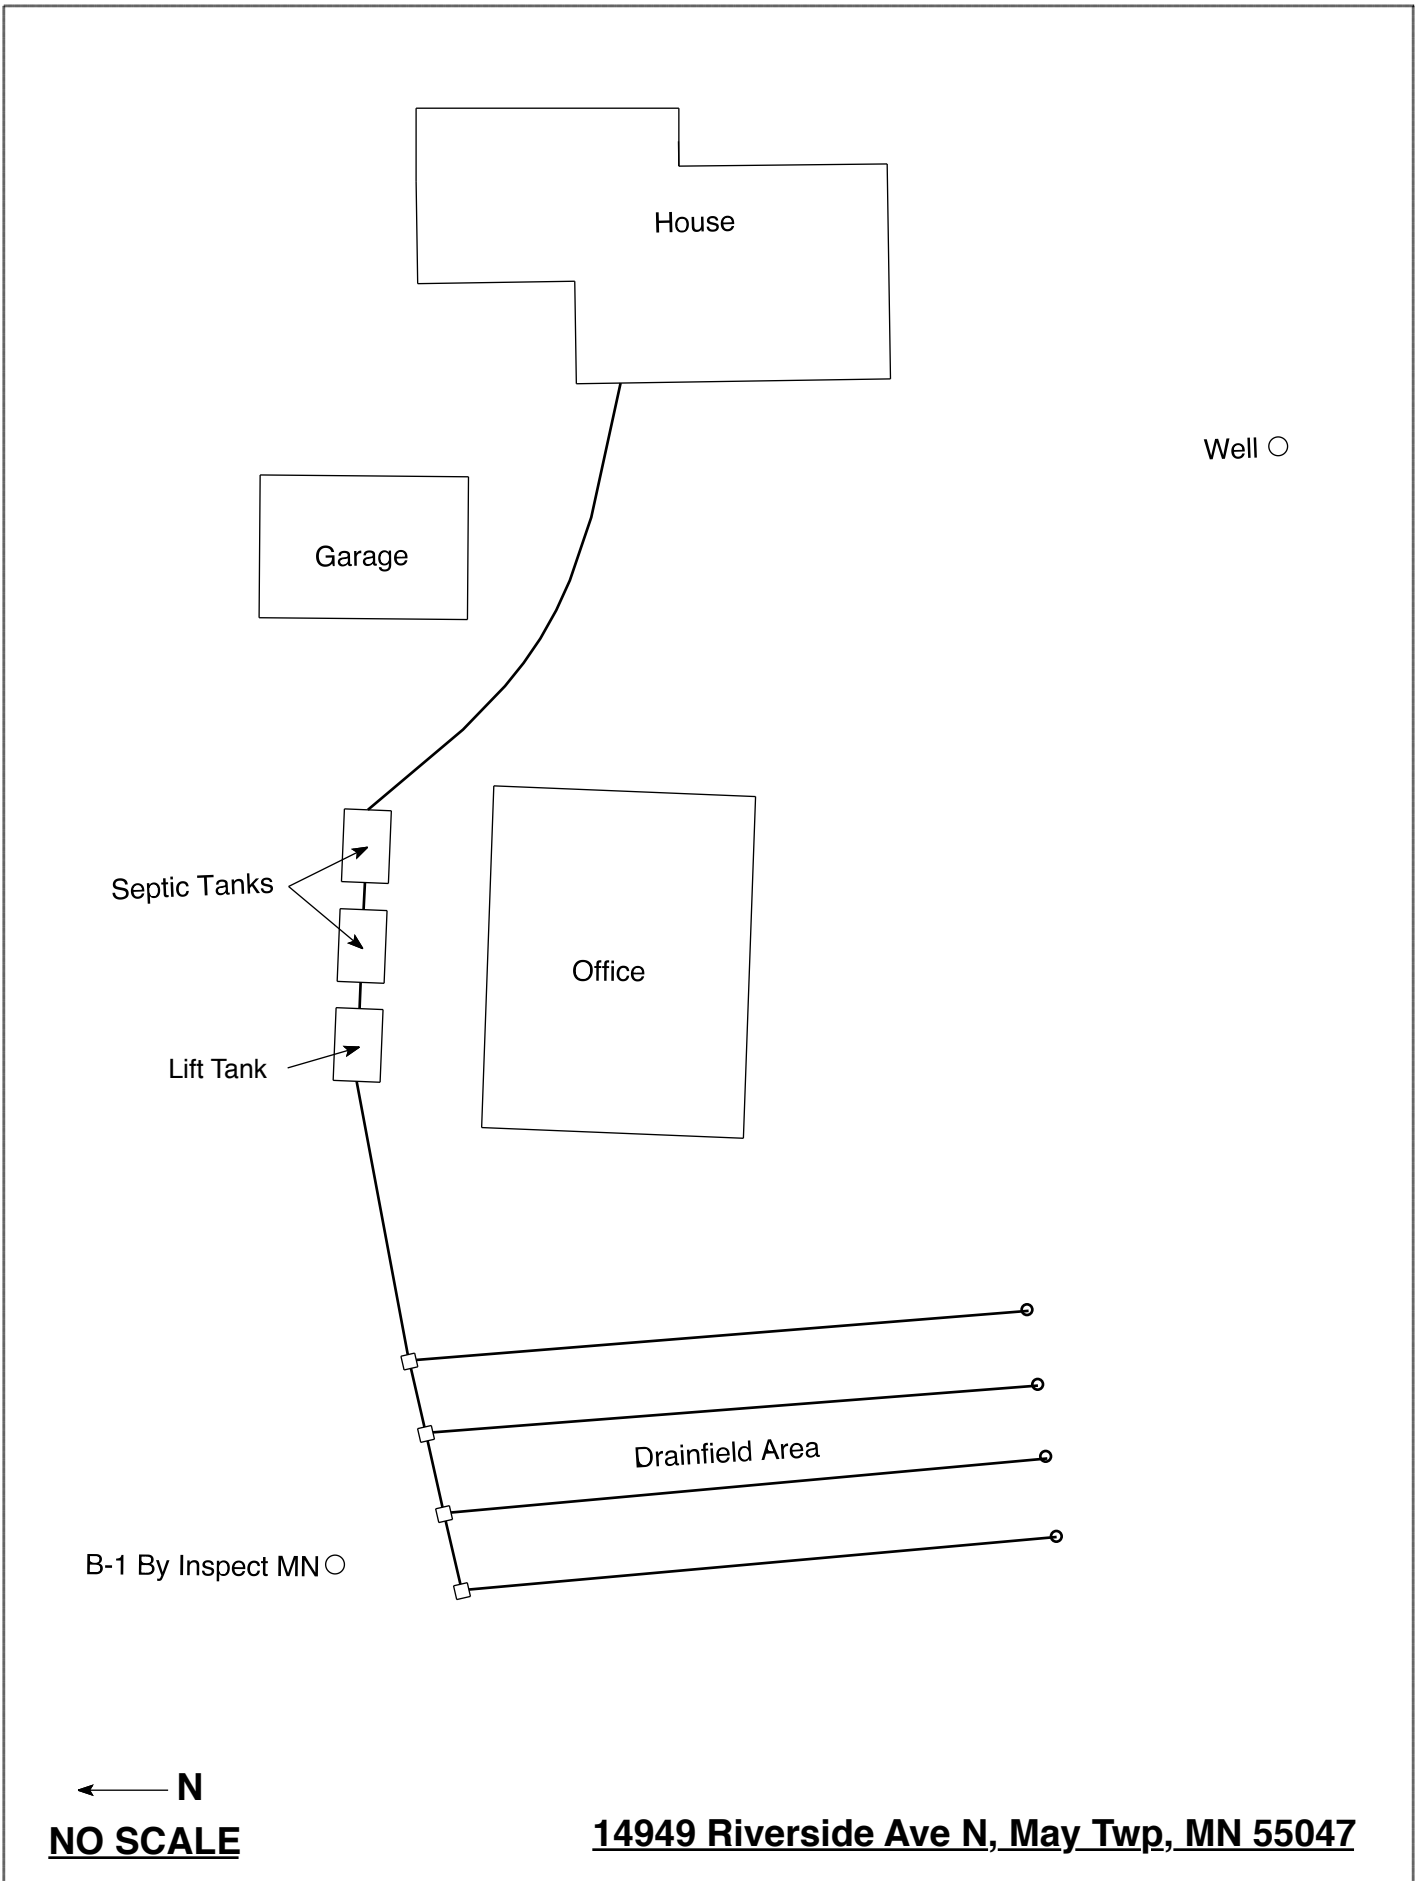 House
Well
Garage
Septic Tanks
Office
Lift Tank
Drainfield Area
B-1 By Inspect MN
N
NO SCALE
14949 Riverside Ave N, May Twp, MN 55047